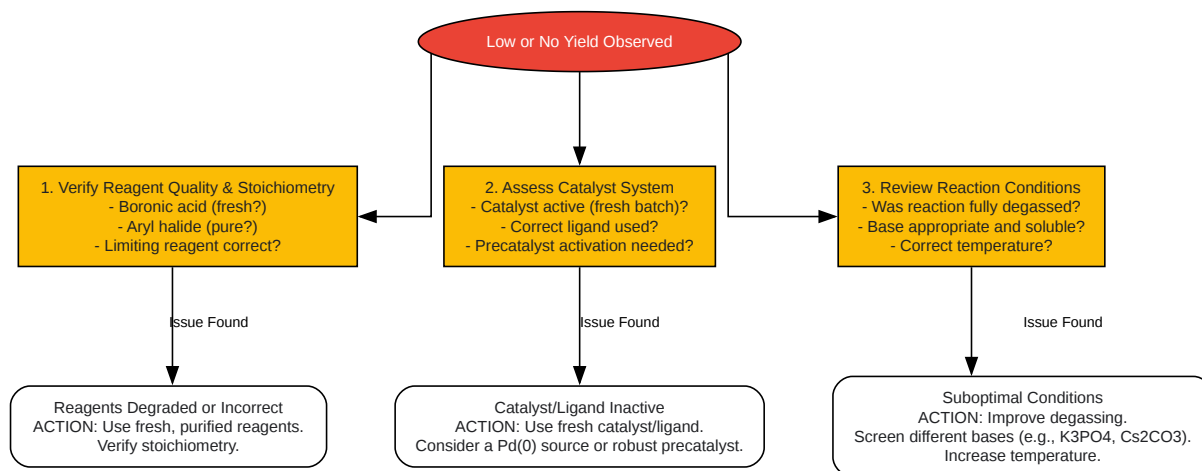 Low or No Yield Observed
1. Verify Reagent Quality & Stoichiometry
- Boronic acid (fresh?)
- Aryl halide (pure?)
- Limiting reagent correct?
2. Assess Catalyst System
- Catalyst active (fresh batch)?
- Correct ligand used?
- Precatalyst activation needed?
3. Review Reaction Conditions
- Was reaction fully degassed?
- Base appropriate and soluble?
- Correct temperature?
Issue Found
Issue Found
Issue Found
Reagents Degraded or Incorrect
ACTION: Use fresh, purified reagents.
Verify stoichiometry.
Catalyst/Ligand Inactive
ACTION: Use fresh catalyst/ligand.
Consider a Pd(0) source or robust precatalyst.
Suboptimal Conditions
ACTION: Improve degassing.
Screen different bases (e.g., K3PO4, Cs2CO3).
Increase temperature.